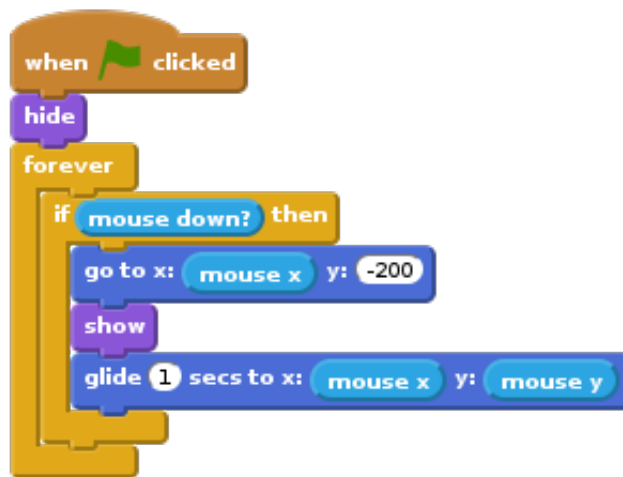 when clicked
hide
forever
if mouse down? then
go to x: mouse x y: -200
show
glide 1 secs to x: mouse x y: mouse y